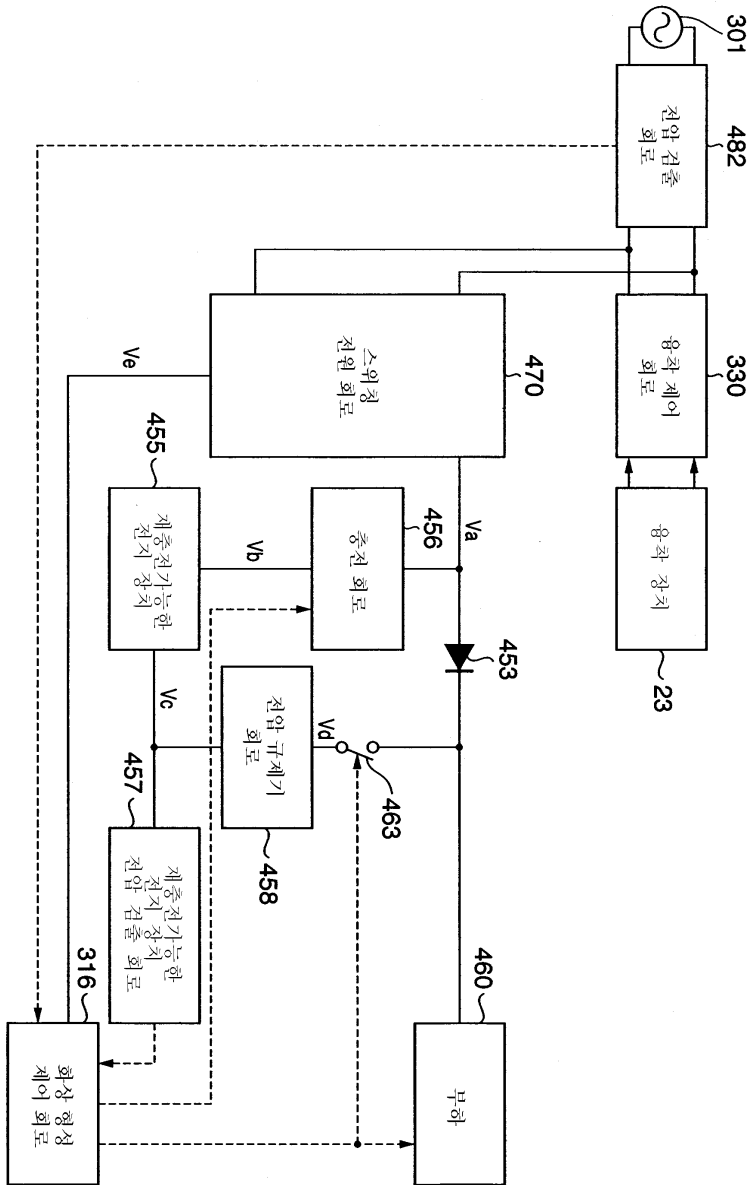 301
전압 검출
회로
482
융착 제어
회로
330
융착 장치
23
스위칭
전원 회로
470
Ve
Va
455
재충전가능한
전지 장치
Vb
456
충전 회로
453
Vc
전압 규제기
회로
458
Vd
463
457
재충전가능한
전지 장치
전압 검출 회로
460
부하
316
화상 형성
제어 회로